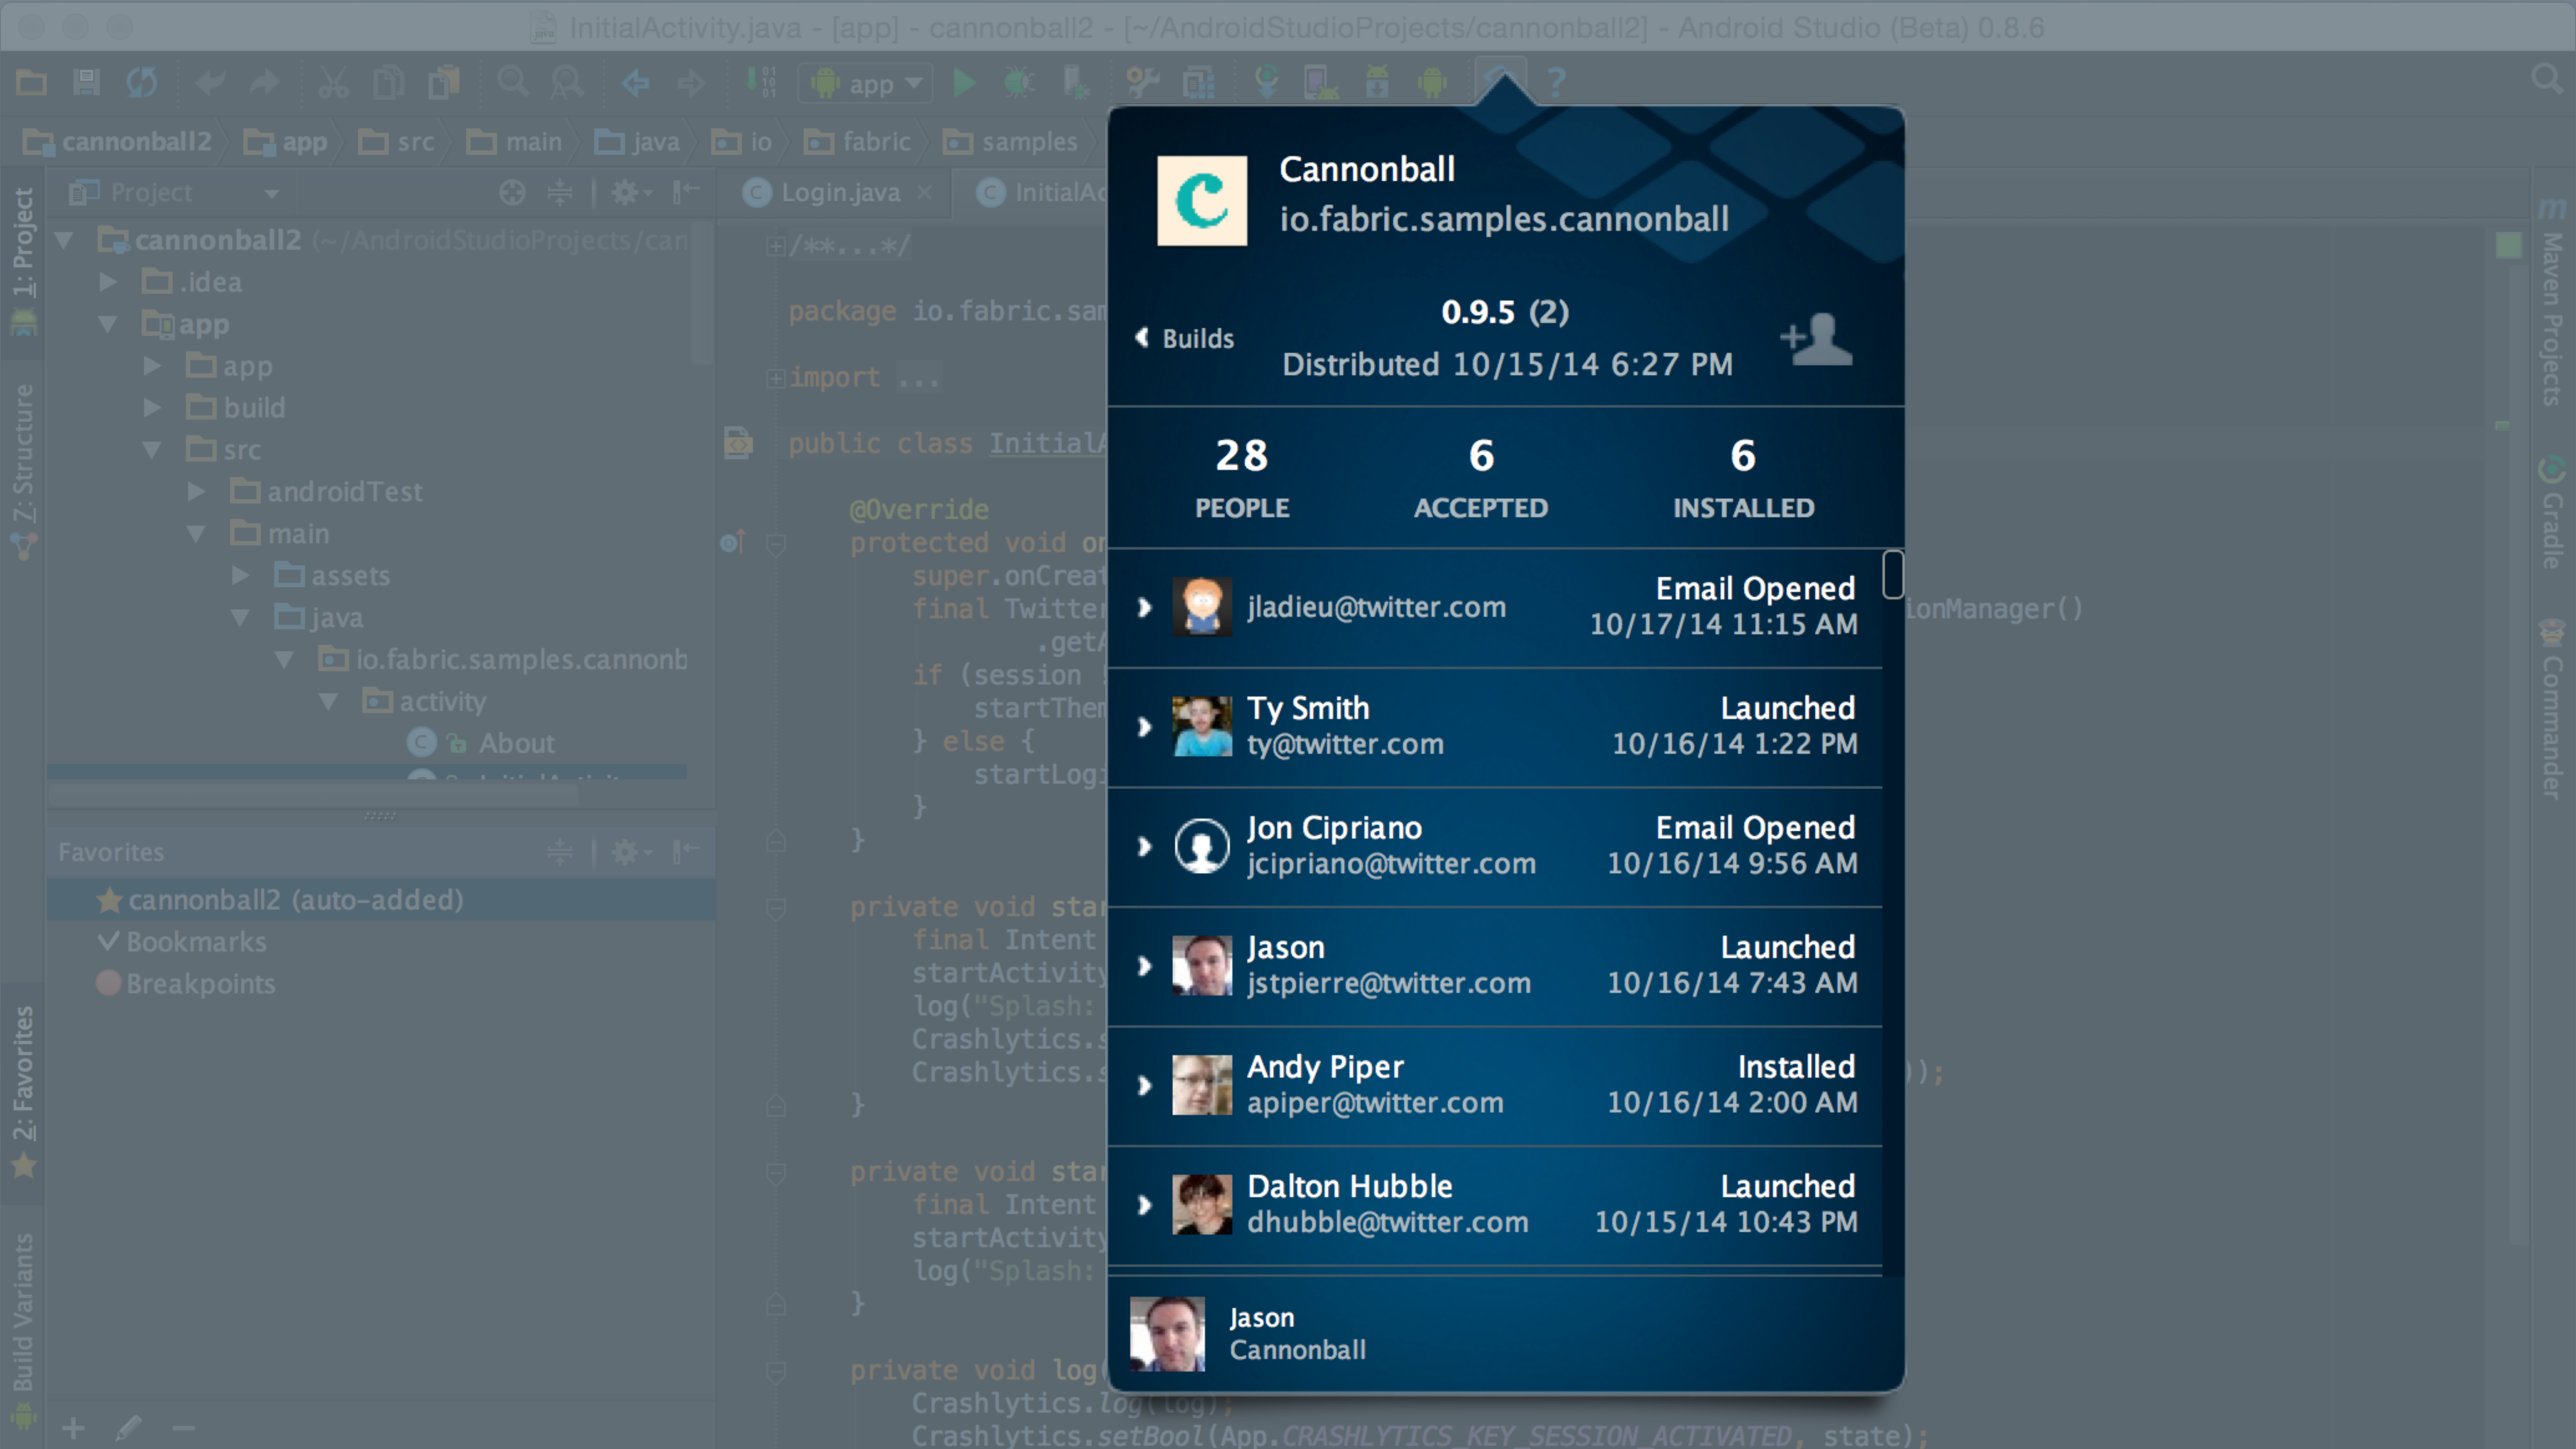 InitialActivity.java - [app] - cannonball2 - [~/AndroidStudioProjects/cannonball2] - Android Studio (Beta) 0.8.6
app
?
cannonball2
app
src
main
java
io
fabric
samples
1: Project
Z: Structure
2: Favorites
Build Variants
Project
cannonball2 (~/AndroidStudioProjects/can
.idea
app
app
build
src
androidTest
main
assets
java
io.fabric.samples.cannonb
activity
About
InitialActivity
Favorites
cannonball2 (auto-added)
Bookmarks
Breakpoints
Login.java
InitialAc
/**...*/
package io.fabric.sam
import ...
public class InitialA
@Override
protected void on
super.onCreat
final Twitter
ionManager()
.getA
if (session !
startThem
} else {
startLogi
}
}
private void star
final Intent
startActivity
log("Splash:
Crashlytics.s
Crashlytics.s
));
}
private void star
final Intent
startActivity
log("Splash:
}
private void log(
Crashlytics.log(log);
Crashlytics.setBool(App.CRASHLYTICS_KEY_SESSION_ACTIVATED, state);
Cannonball
io.fabric.samples.cannonball
Builds
0.9.5 (2)
Distributed 10/15/14 6:27 PM
28
PEOPLE
6
ACCEPTED
6
INSTALLED
jladieu@twitter.com
Email Opened
10/17/14 11:15 AM
Ty Smith
ty@twitter.com
Launched
10/16/14 1:22 PM
Jon Cipriano
jcipriano@twitter.com
Email Opened
10/16/14 9:56 AM
Jason
jstpierre@twitter.com
Launched
10/16/14 7:43 AM
Andy Piper
apiper@twitter.com
Installed
10/16/14 2:00 AM
Dalton Hubble
dhubble@twitter.com
Launched
10/15/14 10:43 PM
Jason
Cannonball
Maven Projects
Gradle
Commander